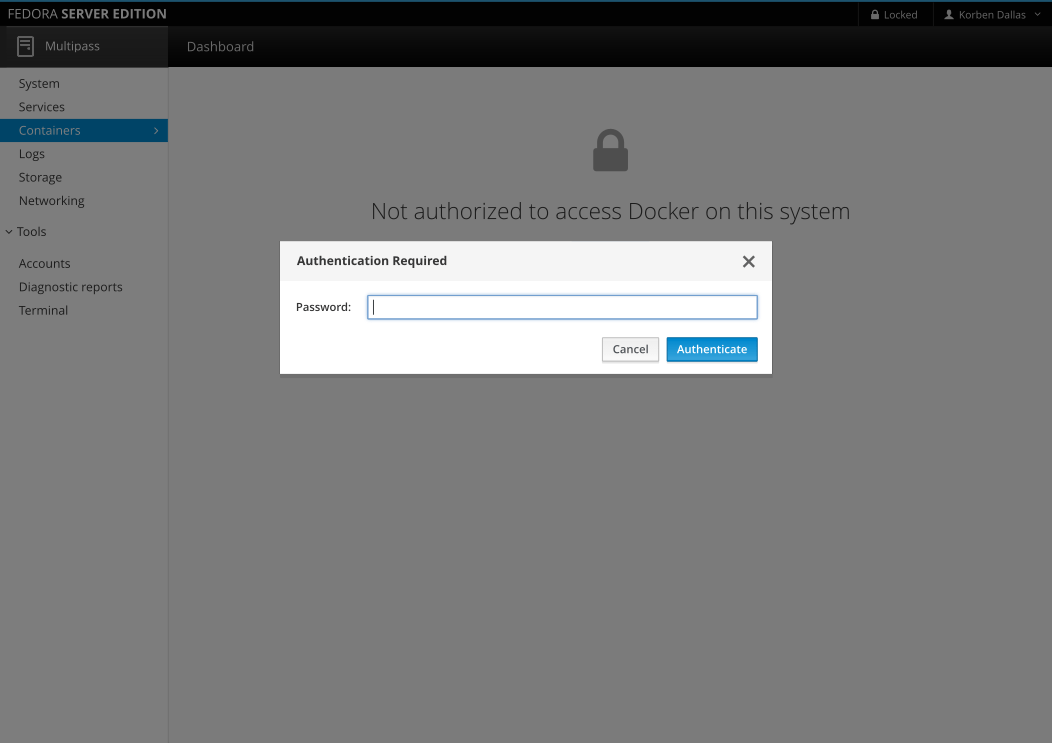 FEDORA SERVER EDITION
Locked
Korben Dallas
Multipass
Dashboard
System
Services
Containers
Logs
Storage
Networking
Tools
Accounts
Diagnostic reports
Terminal
Not authorized to access Docker on this system
Authentication Required
Password:
Cancel
Authenticate